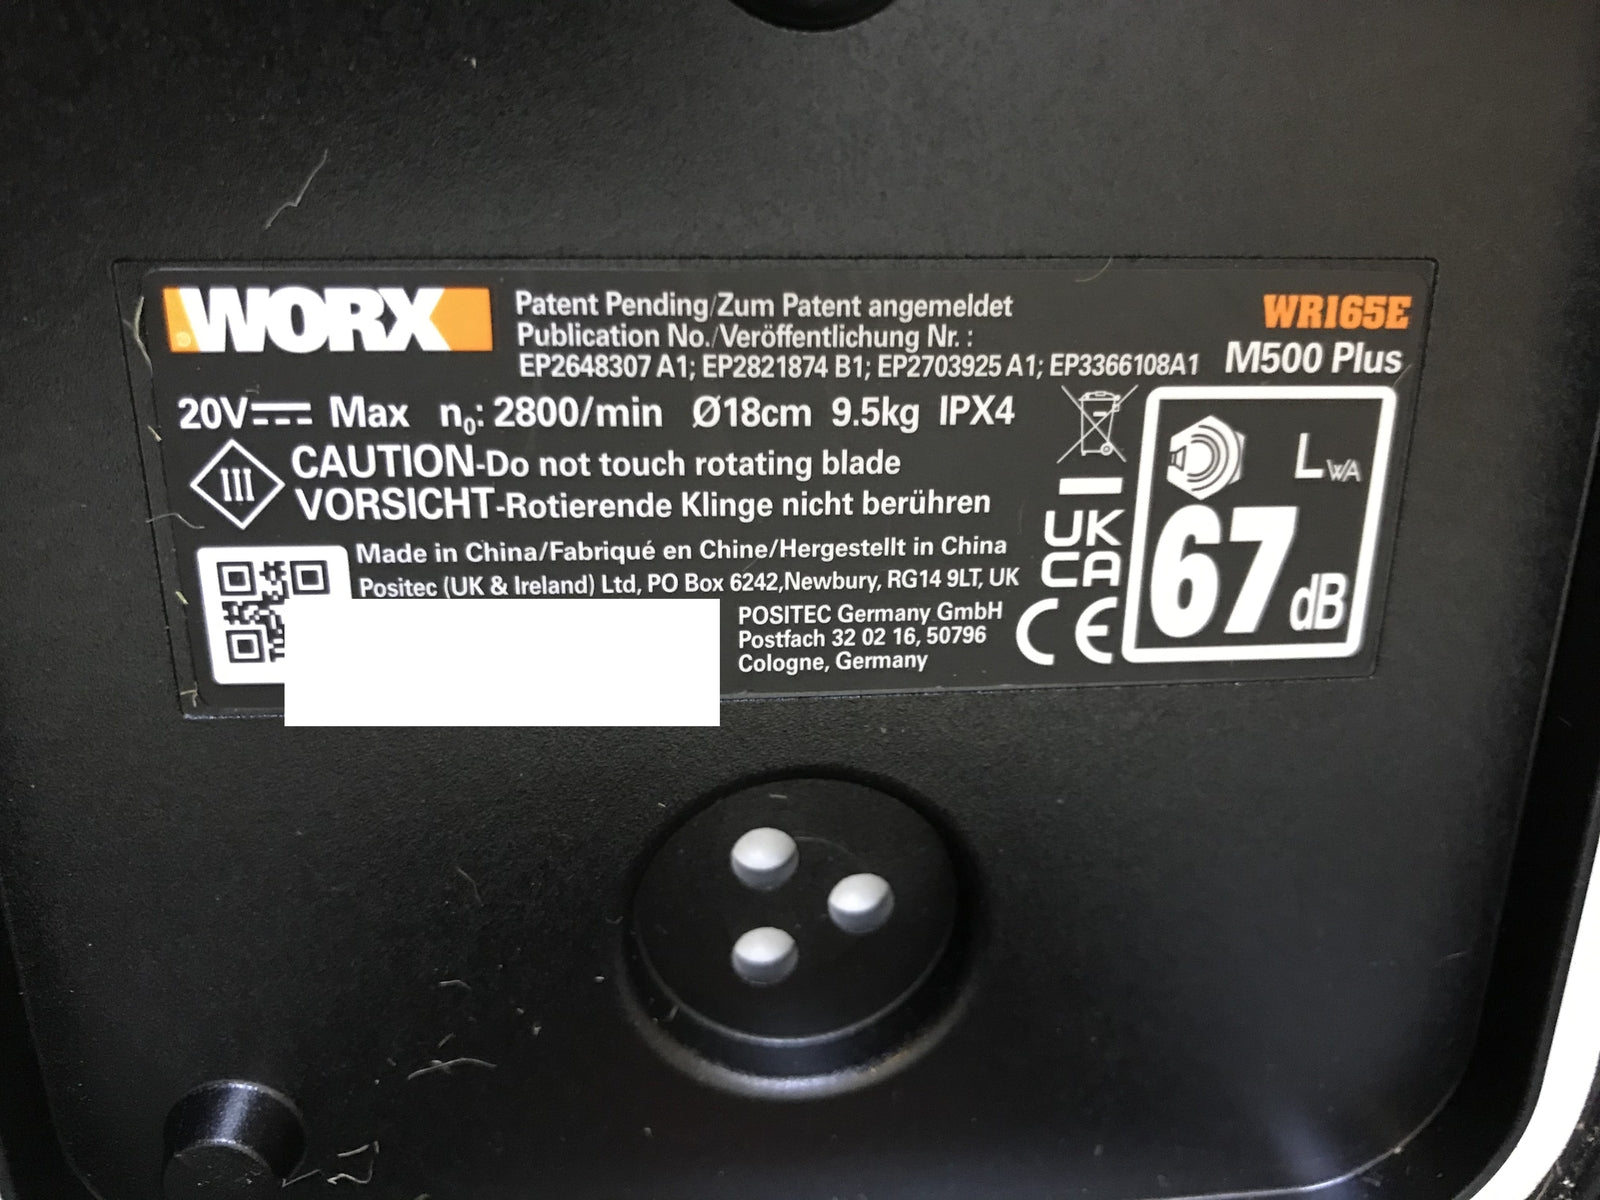 WORX
Patent Pending/Zum Patent angemeldet
Publication No./Veröffentlichung Nr. :
EP2648307 A1; EP2821874 B1; EP2703925 A1; EP3366108A1
WR165E
M500 Plus
20V Max n0: 2800/min Ø18cm 9.5kg IPX4
III
CAUTION-Do not touch rotating blade
VORSICHT-Rotierende Klinge nicht berühren
Made in China/Fabriqué en Chine/Hergestellt in China
Positec (UK & Ireland) Ltd, PO Box 6242,Newbury, RG14 9LT, UK
POSITEC Germany GmbH
Postfach 32 02 16, 50796
Cologne, Germany
UK
CA
CE
LWA
67 dB